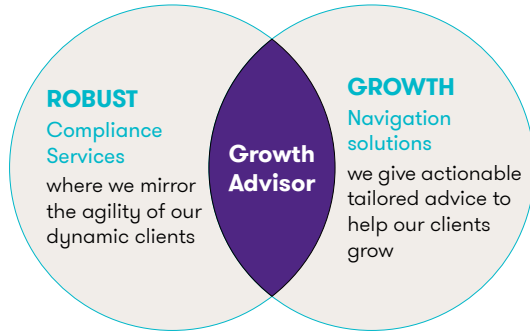 ROBUST
Compliance
Services
where we mirror
the agility of our
dynamic clients
Growth
Advisor
GROWTH
Navigation
solutions
we give actionable
tailored advice to
help our clients
grow